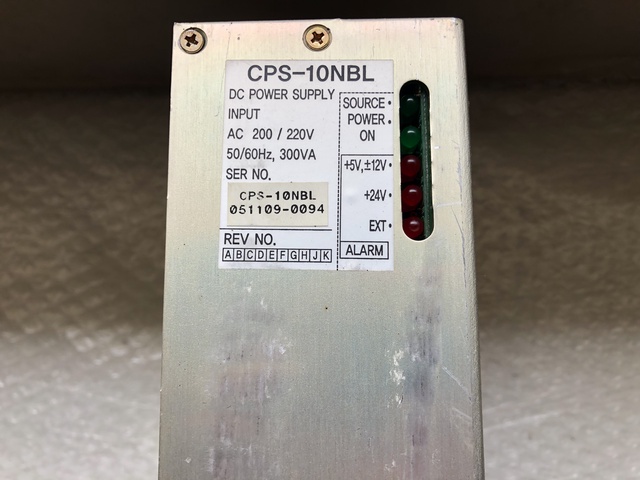 CPS-10NBL
DC POWER SUPPLY
INPUT
AC 200 / 220V
50/60Hz, 300VA
SER NO.
CPS-10NBL
051109-0094
REV NO.
ABCDEFGHJK
SOURCE
POWER
ON
+5V,±12V
+24V
EXT
ALARM